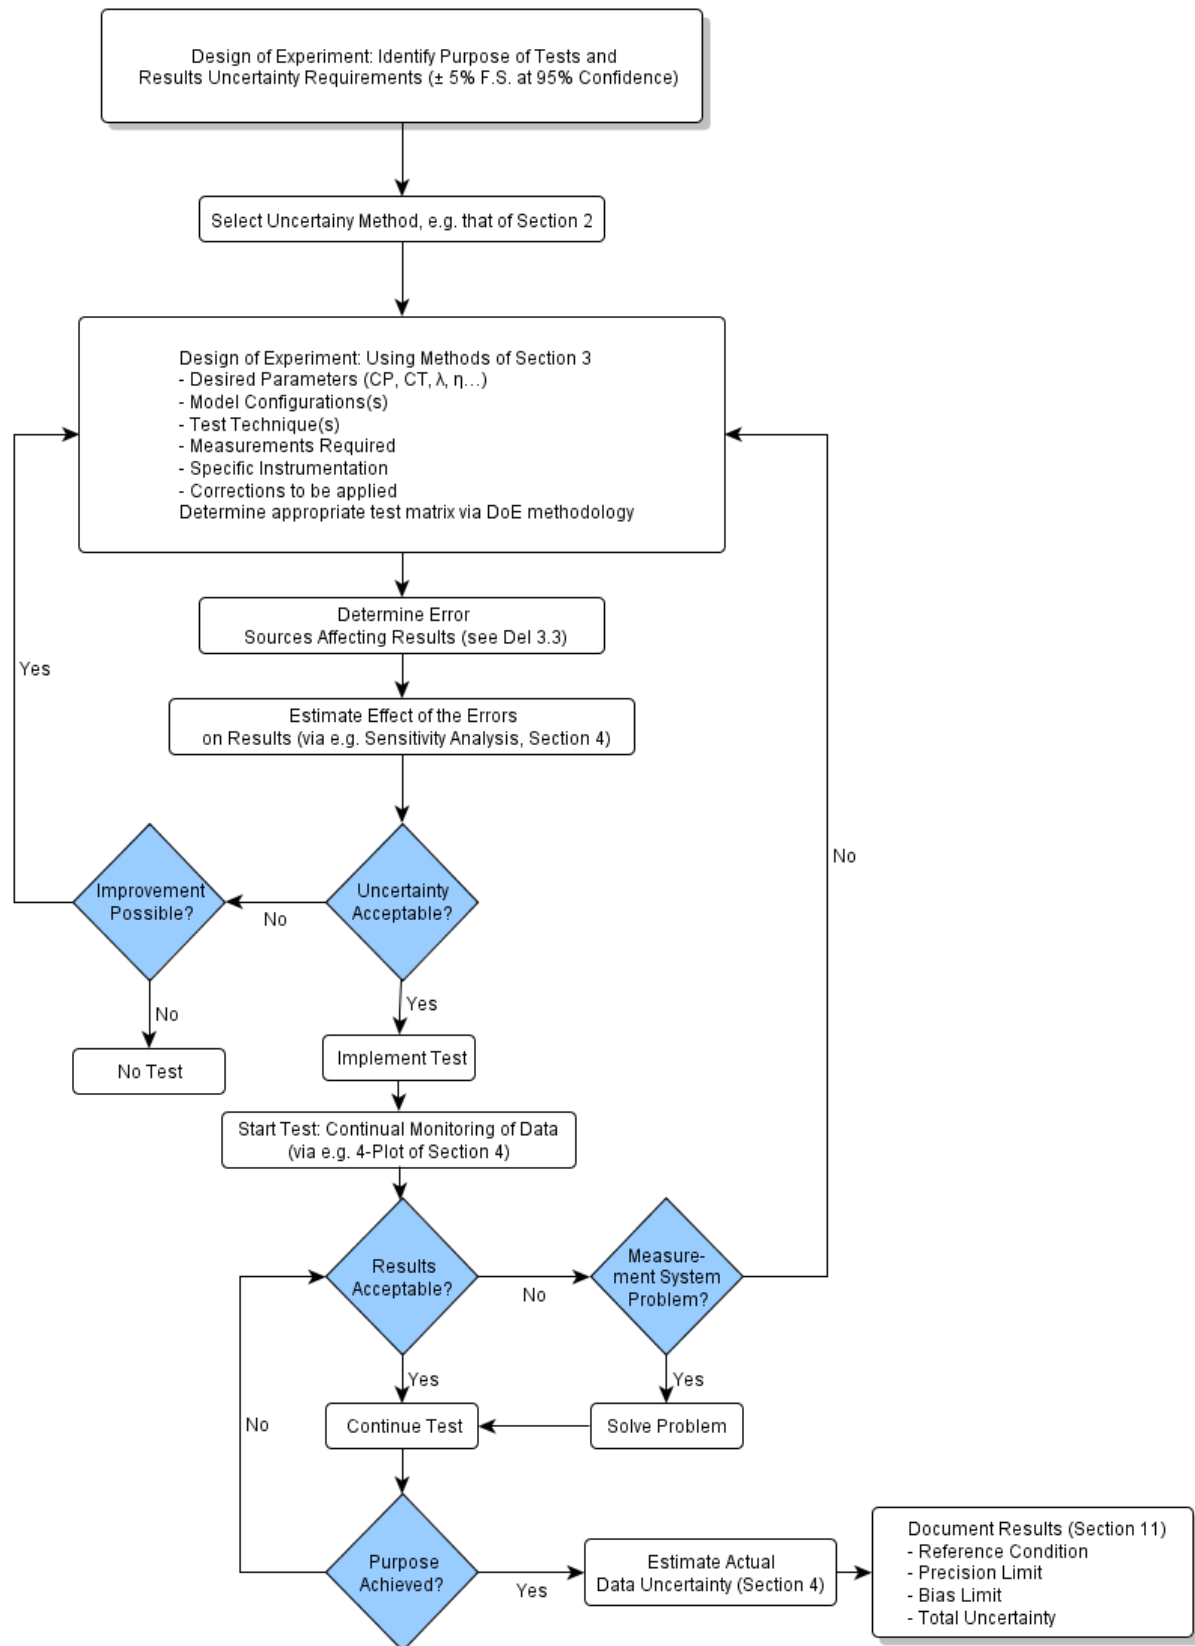 Design of Experiment: Identify Purpose of Tests and
Results Uncertainty Requirements (± 5% F.S. at 95% Confidence)
Select Uncertainy Method, e.g. that of Section 2
Design of Experiment: Using Methods of Section 3
- Desired Parameters (CP, CT, λ, η...)
- Model Configurations(s)
- Test Technique(s)
- Measurements Required
- Specific Instrumentation
- Corrections to be applied
Determine appropriate test matrix via DoE methodology
Determine Error
Sources Affecting Results (see Del 3.3)
Yes
Estimate Effect of the Errors
on Results (via e.g. Sensitivity Analysis, Section 4)
No
Improvement
Possible?
No
Uncertainty
Acceptable?
Yes
No
No Test
Implement Test
Start Test: Continual Monitoring of Data
(via e.g. 4-Plot of Section 4)
Results
Acceptable?
No
Measure-
ment System
Problem?
Yes
Yes
No
Continue Test
Solve Problem
Purpose
Achieved?
Yes
Estimate Actual
Data Uncertainty (Section 4)
Document Results (Section 11)
- Reference Condition
- Precision Limit
- Bias Limit
- Total Uncertainty